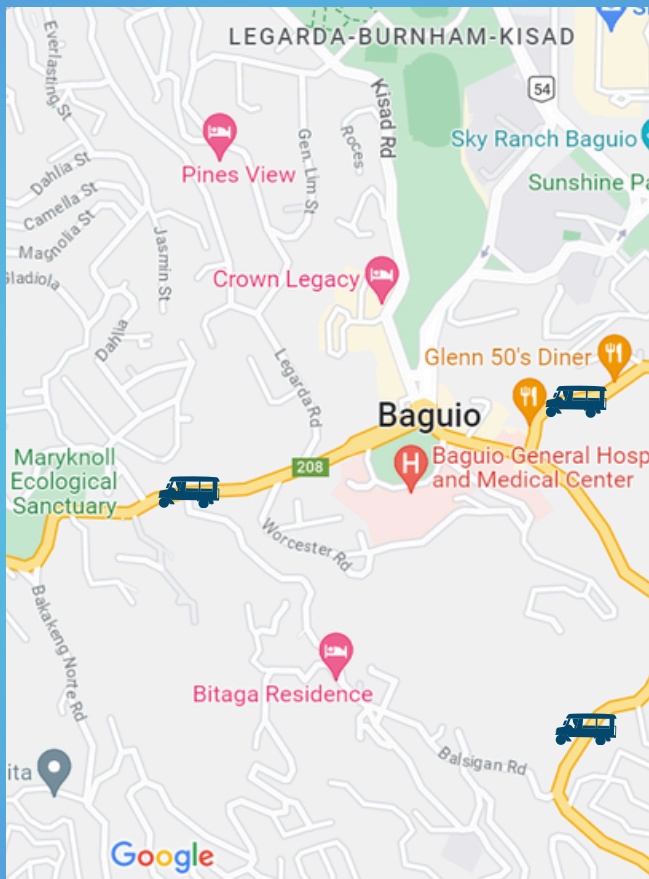 LEGARDA-BURNHAM-KISAD
Everlasting St
Kisad Rd
54
Sky Ranch Baguio
Roces
Gen. Lim St
Pines View
Dahlia St
Camella St
Magnolia St
Gladiola
Jasmin St
Crown Legacy
Dahlia
Legarda Rd
Glenn 50's Diner
Baguio
208
H
Baguio General Hosp
and Medical Center
Maryknoll
Ecological
Sanctuary
Worcester Rd
Bakakeng Norte Rd
Bitaga Residence
Balsigan Rd
ita
Google